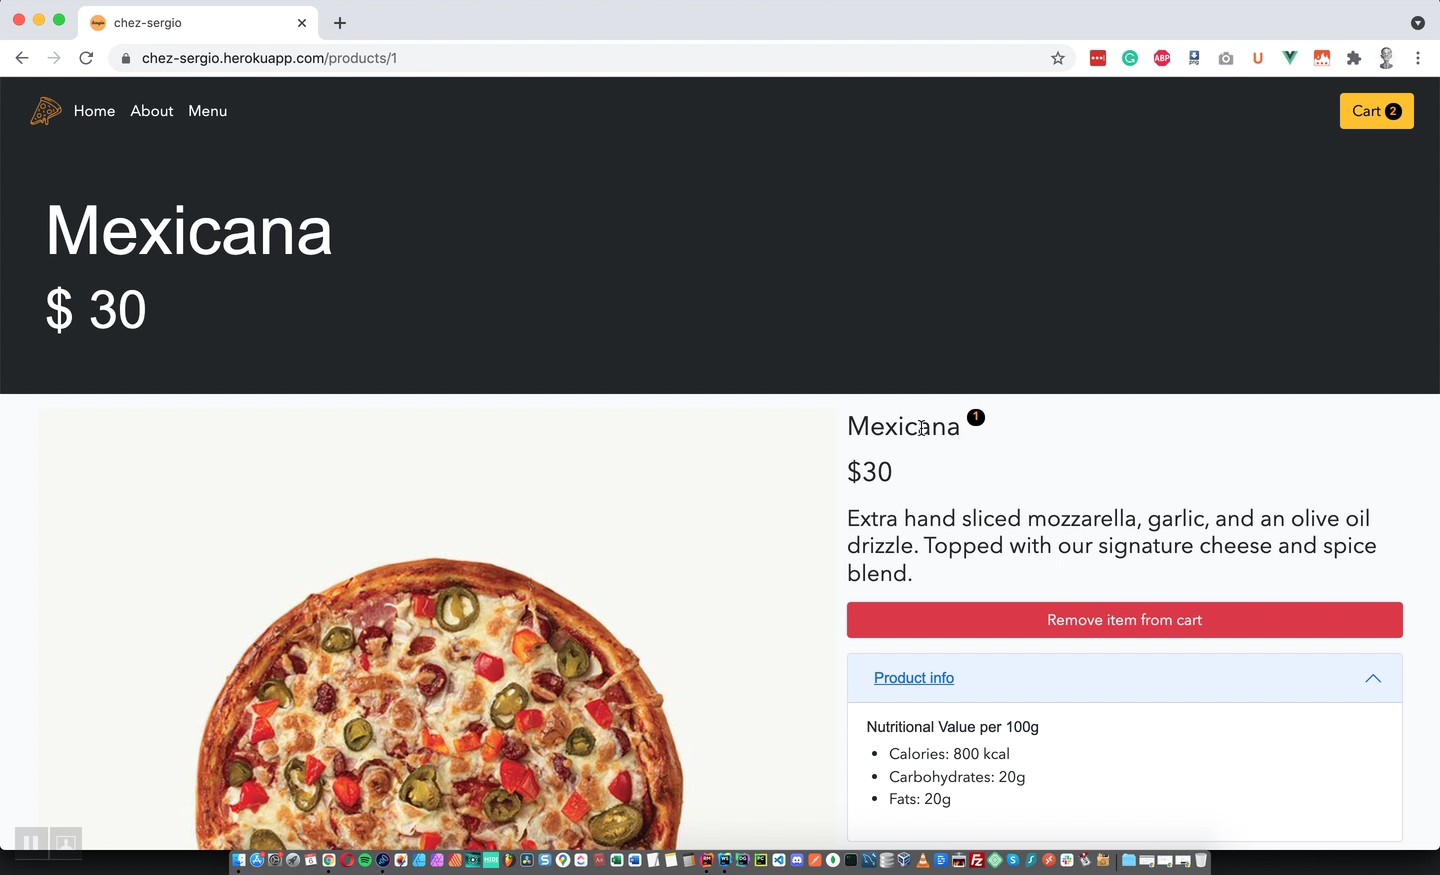 chez-sergio
chez-sergio.herokuapp.com/products/1
ABP
U
Home About Menu
Cart 2
Mexicana
$ 30
Mexicana 1
$30
Extra hand sliced mozzarella, garlic, and an olive oil
drizzle. Topped with our signature cheese and spice
blend.
Remove item from cart
Product info
Nutritional Value per 100g
Calories: 800 kcal
Carbohydrates: 20g
Fats: 20g